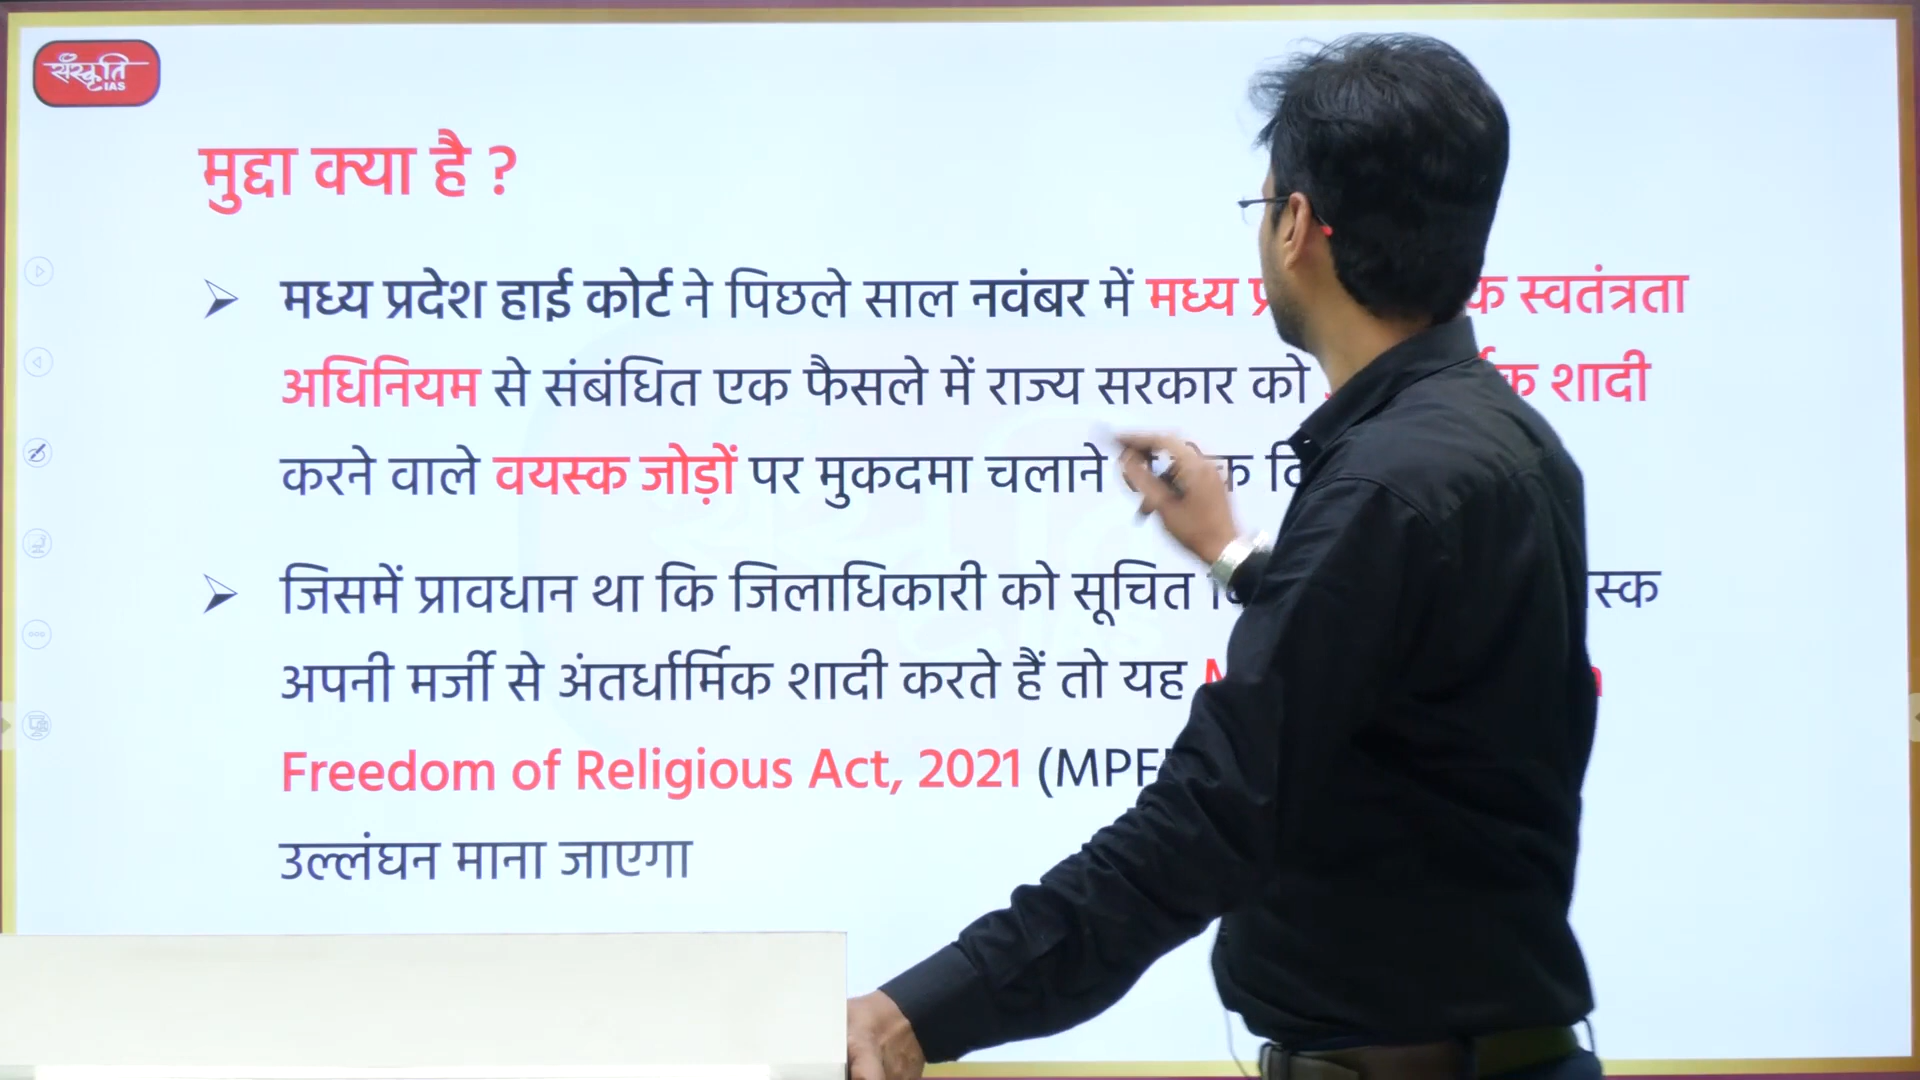 संस्कृति
IAS
मुद्दा क्या है ?
मध्य प्रदेश हाई कोर्ट ने पिछले साल नवंबर में मध्य स्वतंत्रता
अधिनियम से संबंधित एक फैसले में राज्य सरकार को शादी
करने वाले वयस्क जोड़ों पर मुकदमा चलाने
जिसमें प्रावधान था कि जिलाधिकारी को सूचित
अपनी मर्जी से अंतर्धार्मिक शादी करते हैं तो यह
Freedom of Religious Act, 2021
उल्लंघन माना जाएगा